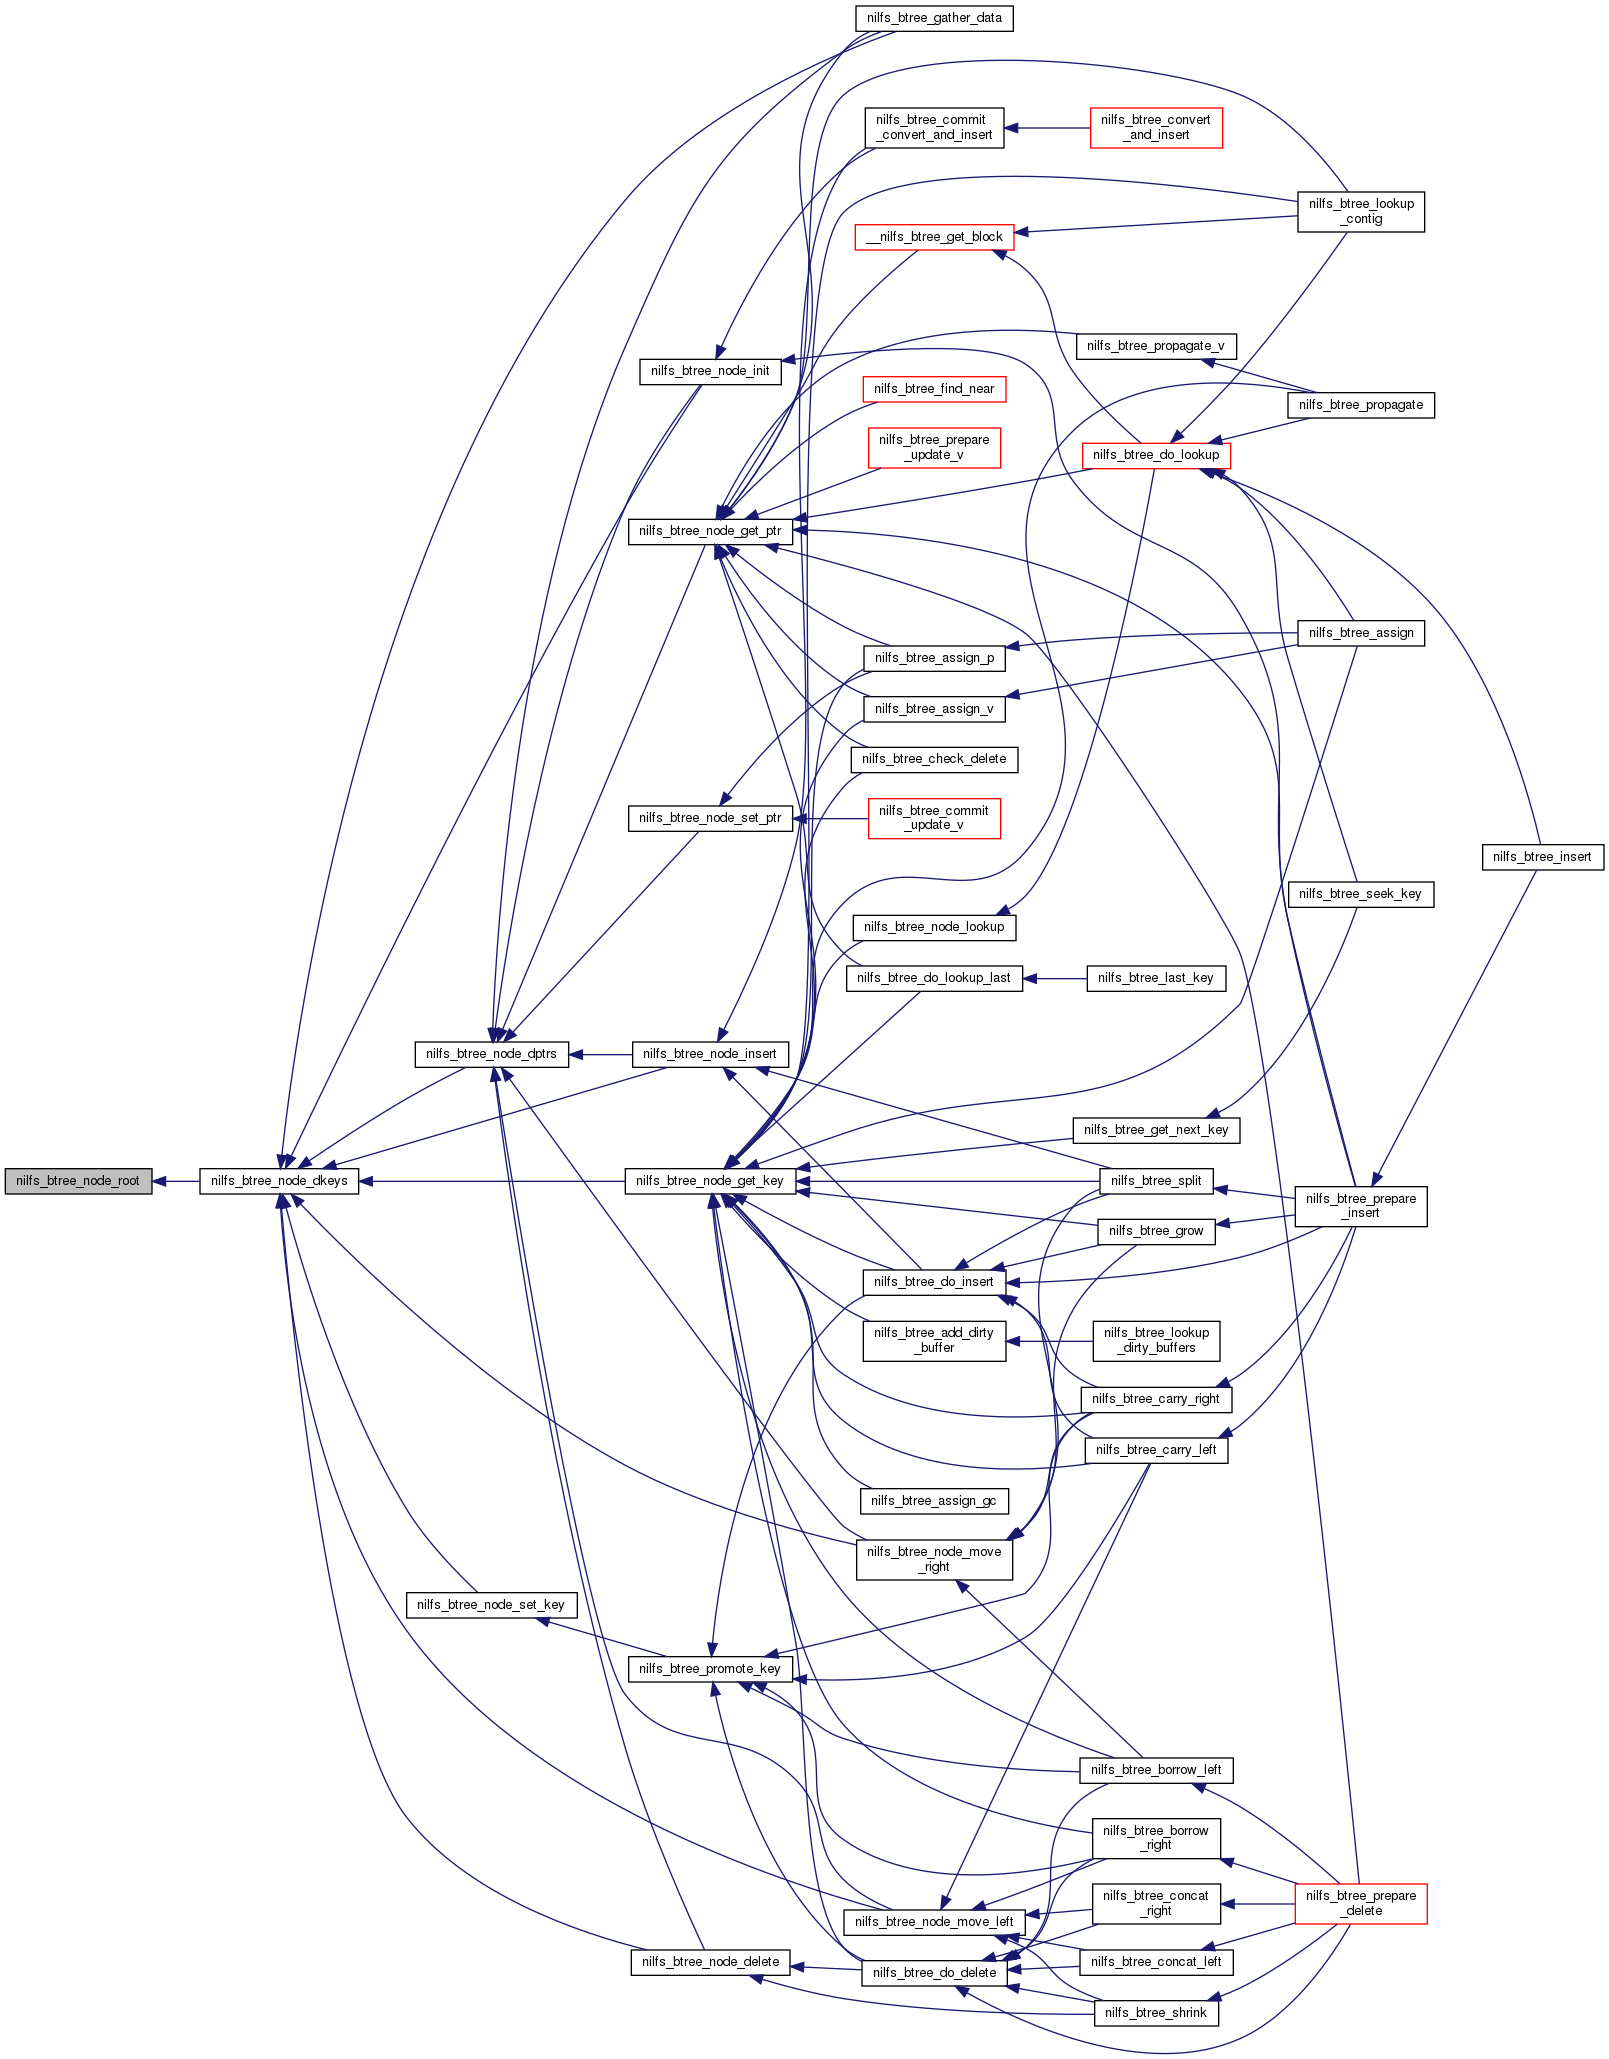 nilfs_btree_gather_data
nilfs_btree_commit
_convert_and_insert
nilfs_btree_convert
_and_insert
nilfs_btree_lookup
_contig
__nilfs_btree_get_block
nilfs_btree_propagate_v
nilfs_btree_node_init
nilfs_btree_find_near
nilfs_btree_propagate
nilfs_btree_prepare
_update_v
nilfs_btree_do_lookup
nilfs_btree_node_get_ptr
nilfs_btree_assign
nilfs_btree_assign_p
nilfs_btree_assign_v
nilfs_btree_check_delete
nilfs_btree_node_set_ptr
nilfs_btree_commit
_update_v
nilfs_btree_insert
nilfs_btree_seek_key
nilfs_btree_node_lookup
nilfs_btree_do_lookup_last
nilfs_btree_last_key
nilfs_btree_node_dptrs
nilfs_btree_node_insert
nilfs_btree_get_next_key
nilfs_btree_node_root
nilfs_btree_node_dkeys
nilfs_btree_node_get_key
nilfs_btree_split
nilfs_btree_prepare
_insert
nilfs_btree_grow
nilfs_btree_do_insert
nilfs_btree_add_dirty
_buffer
nilfs_btree_lookup
_dirty_buffers
nilfs_btree_carry_right
nilfs_btree_carry_left
nilfs_btree_assign_gc
nilfs_btree_node_move
_right
nilfs_btree_node_set_key
nilfs_btree_promote_key
nilfs_btree_borrow_left
nilfs_btree_borrow
_right
nilfs_btree_concat
_right
nilfs_btree_prepare
_delete
nilfs_btree_node_move_left
nilfs_btree_node_delete
nilfs_btree_concat_left
nilfs_btree_do_delete
nilfs_btree_shrink